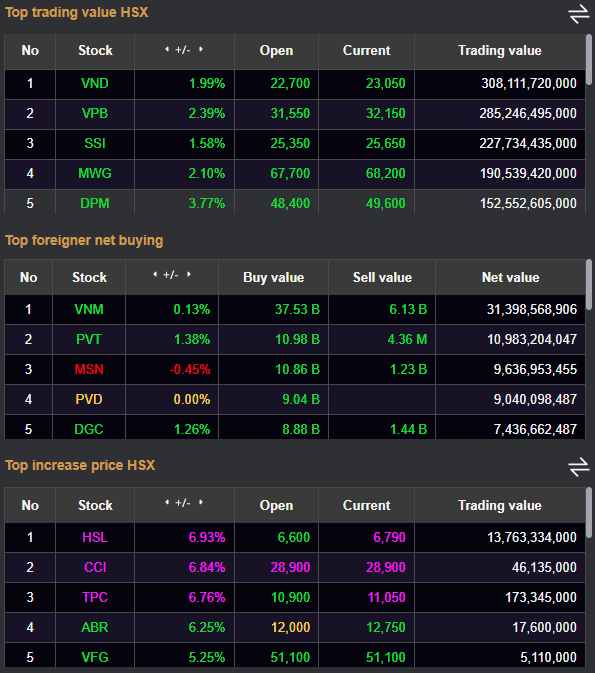 Top trading value HSX
No Stock +/- Open Current Trading value
1 VND 1.99% 22,700 23,050 308,111,720,000
2 VPB 2.39% 31,550 32,150 285,246,495,000
3 SSI 1.58% 25,350 25,650 227,734,435,000
4 MWG 2.10% 67,700 68,200 190,539,420,000
5 DPM 3.77% 48,400 49,600 152,552,605,000
Top foreigner net buying
No Stock +/- Buy value Sell value Net value
1 VNM 0.13% 37.53 B 6.13 B 31,398,568,906
2 PVT 1.38% 10.98 B 4.36 M 10,983,204,047
3 MSN -0.45% 10.86 B 1.23 B 9,636,953,455
4 PVD 0.00% 9.04 B 9,040,098,487
5 DGC 1.26% 8.88 B 1.44 B 7,436,662,487
Top increase price HSX
No Stock +/- Open Current Trading value
1 HSL 6.93% 6,600 6,790 13,763,334,000
2 CCI 6.84% 28,900 28,900 46,135,000
3 TPC 6.76% 10,900 11,050 173,345,000
4 ABR 6.25% 12,000 12,750 17,600,000
5 VFG 5.25% 51,100 51,100 5,110,000